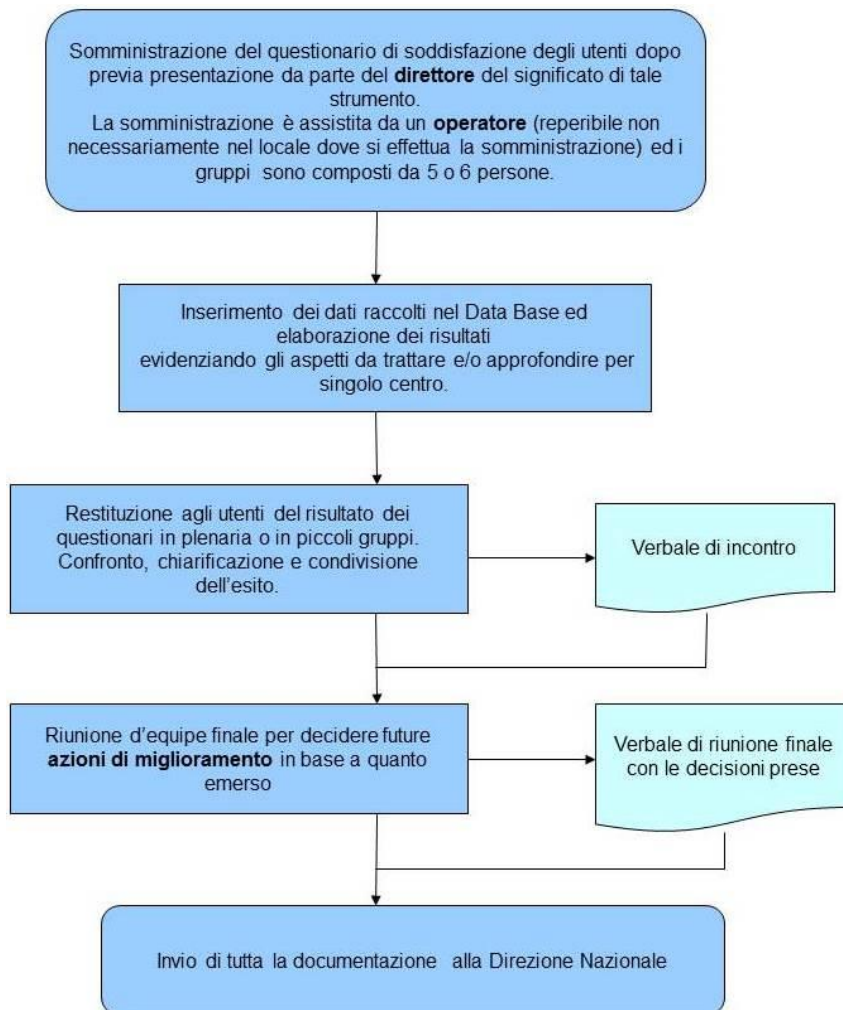 Somministrazione del questionario di soddisfazione degli utenti dopo
previa presentazione da parte del direttore del significato di tale
strumento.
La somministrazione è assistita da un operatore (reperibile non
necessariamente nel locale dove si effettua la somministrazione) ed i
gruppi sono composti da 5 o 6 persone.
Inserimento dei dati raccolti nel Data Base ed
elaborazione dei risultati
evidenziando gli aspetti da trattare e/o approfondire per
singolo centro.
Restituzione agli utenti del risultato dei
questionari in plenaria o in piccoli gruppi.
Confronto, chiarificazione e condivisione
dell'esito.
Verbale di incontro
Riunione d'equipe finale per decidere future
azioni di miglioramento in base a quanto
emerso
Verbale di riunione finale
con le decisioni prese
Invio di tutta la documentazione alla Direzione Nazionale